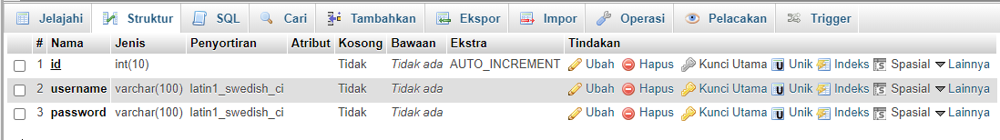 Jelajahi Struktur SQL Cari Tambahkan Ekspor Impor Operasi Pelacakan Trigger
# Nama Jenis Penyortiran Atribut Kosong Bawaan Ekstra Tindakan
1 id int(10) Tidak Tidak ada AUTO_INCREMENT Ubah Hapus Kunci Utama U Unik Indeks Spasial Lainnya
2 username varchar(100) latin1_swedish_ci Tidak Tidak ada Ubah Hapus Kunci Utama U Unik Indeks Spasial Lainnya
3 password varchar(100) latin1_swedish_ci Tidak Tidak ada Ubah Hapus Kunci Utama U Unik Indeks Spasial Lainnya